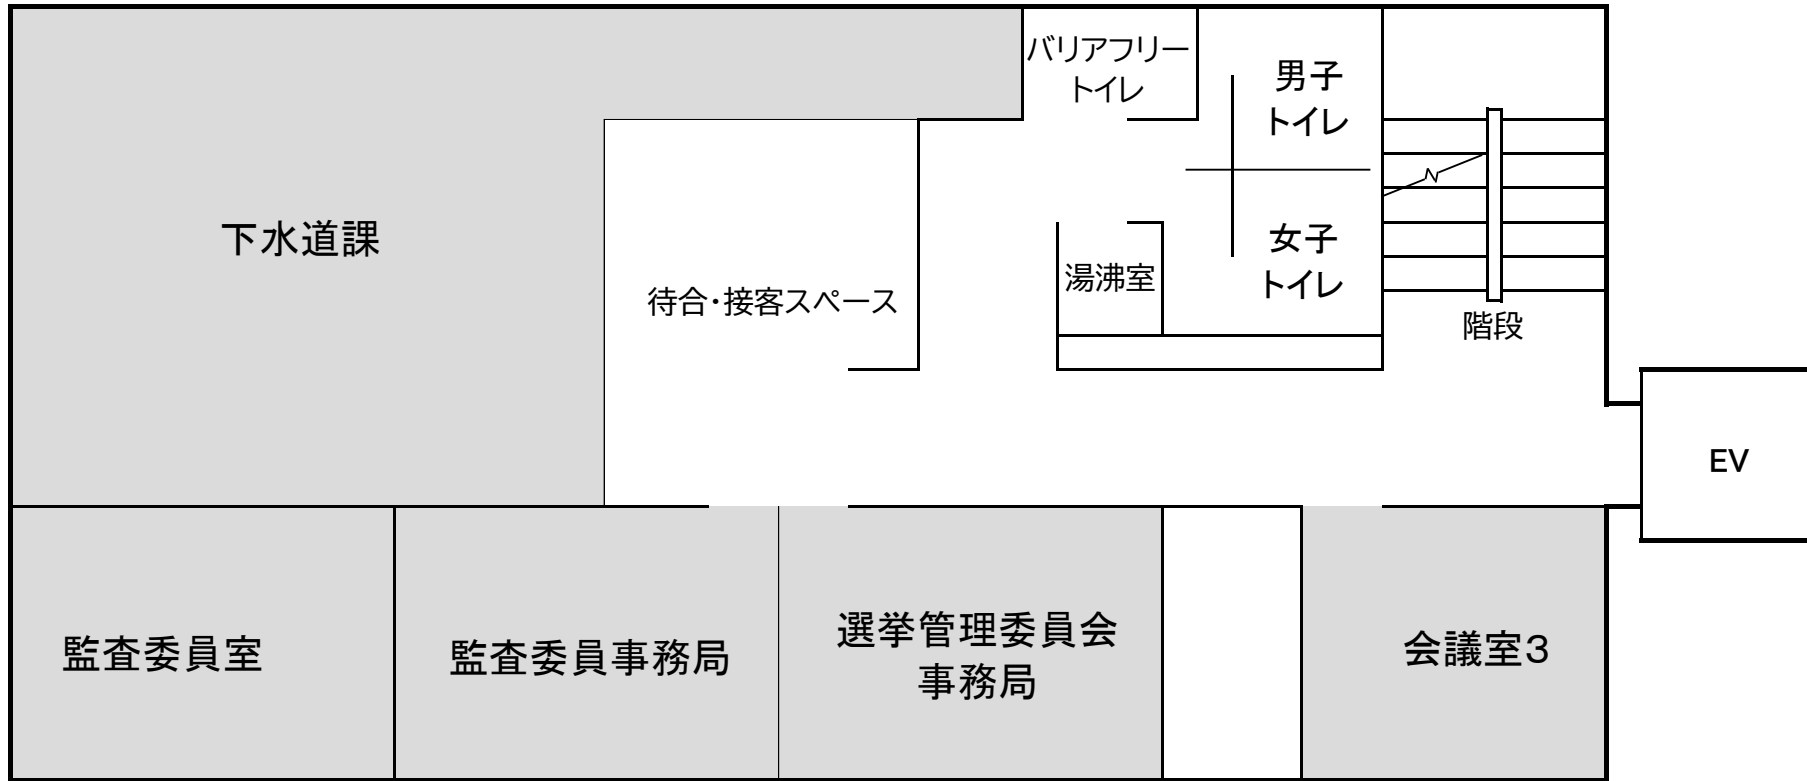 バリアフリー
トイレ
男子
トイレ
下水道課
女子
トイレ
湯沸室
待合・接客スペース
階段
EV
監査委員室
監査委員事務局
選挙管理委員会
事務局
会議室3